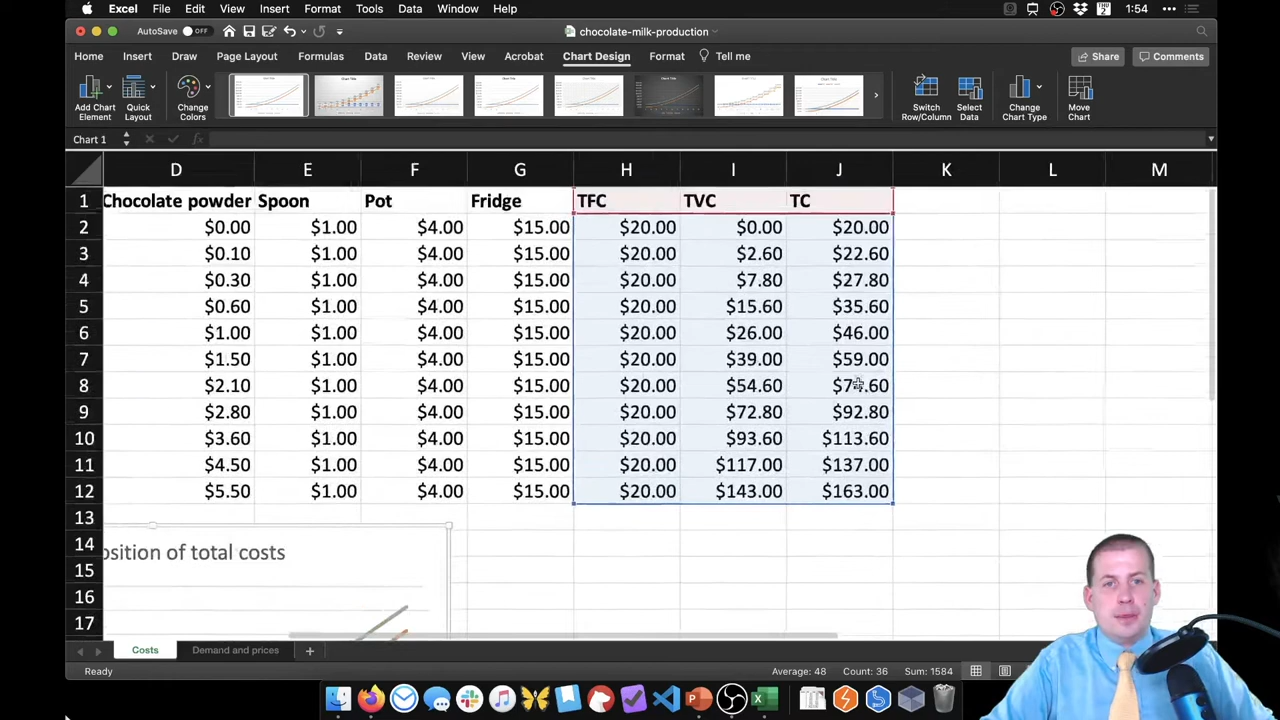 Excel File Edit View Insert Format Tools Data Window Help THU 2 1:54
AutoSave OFF chocolate-milk-production
Home Insert Draw Page Layout Formulas Data Review View Acrobat Chart Design Format Tell me Share Comments
Add Chart Element Quick Layout Change Colors Switch Row/Column Select Data Change Chart Type Move Chart
Chart 1 fx
D E F G H I J K L M
1 Chocolate powder Spoon Pot Fridge TFC TVC TC
2 $0.00 $1.00 $4.00 $15.00 $20.00 $0.00 $20.00
3 $0.10 $1.00 $4.00 $15.00 $20.00 $2.60 $22.60
4 $0.30 $1.00 $4.00 $15.00 $20.00 $7.80 $27.80
5 $0.60 $1.00 $4.00 $15.00 $20.00 $15.60 $35.60
6 $1.00 $1.00 $4.00 $15.00 $20.00 $26.00 $46.00
7 $1.50 $1.00 $4.00 $15.00 $20.00 $39.00 $59.00
8 $2.10 $1.00 $4.00 $15.00 $20.00 $54.60
9 $2.80 $1.00 $4.00 $15.00 $20.00 $72.80 $92.80
10 $3.60 $1.00 $4.00 $15.00 $20.00 $93.60 $113.60
11 $4.50 $1.00 $4.00 $15.00 $20.00 $117.00 $137.00
12 $5.50 $1.00 $4.00 $15.00 $20.00 $143.00 $163.00
13
14 osition of total costs
15
16
17
Costs Demand and prices
Ready Average: 48 Count: 36 Sum: 1584